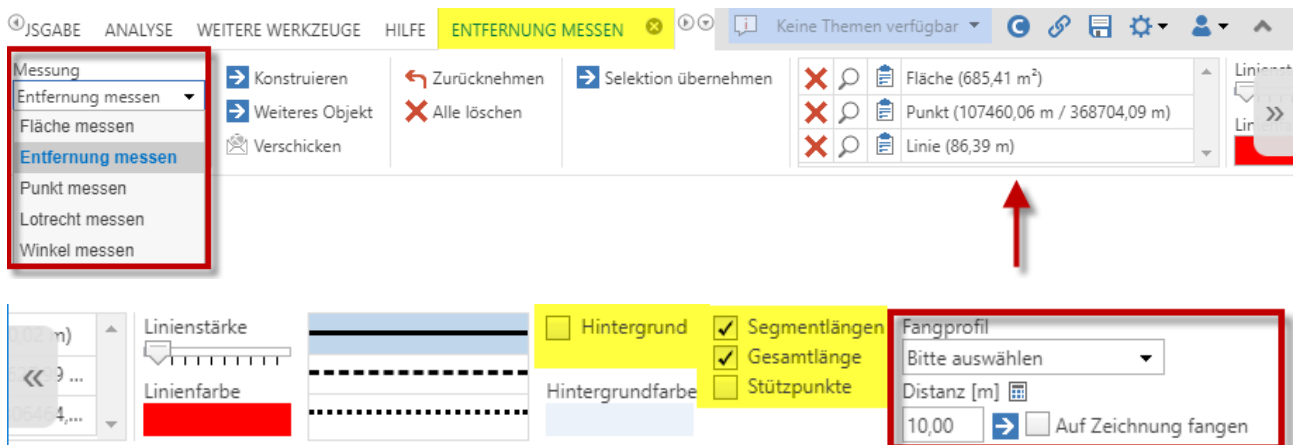 JSGABE ANALYSE WEITERE WERKZEUGE HILFE ENTFERNUNG MESSEN Keine Themen verfügbar
Messung
Entfernung messen
Fläche messen
Entfernung messen
Punkt messen
Lotrecht messen
Winkel messen
Konstruieren
Weiteres Objekt
Verschicken
Zurücknehmen
Alle löschen
Selektion übernehmen
Fläche (685,41 m²)
Punkt (107460,06 m / 368704,09 m)
Linie (86,39 m)
Linienst
Linienstärke
Linienfarbe
Hintergrund
Hintergrundfarbe
Segmentlängen
Gesamtlänge
Stützpunkte
Fangprofil
Bitte auswählen
Distanz [m]
10,00
Auf Zeichnung fangen